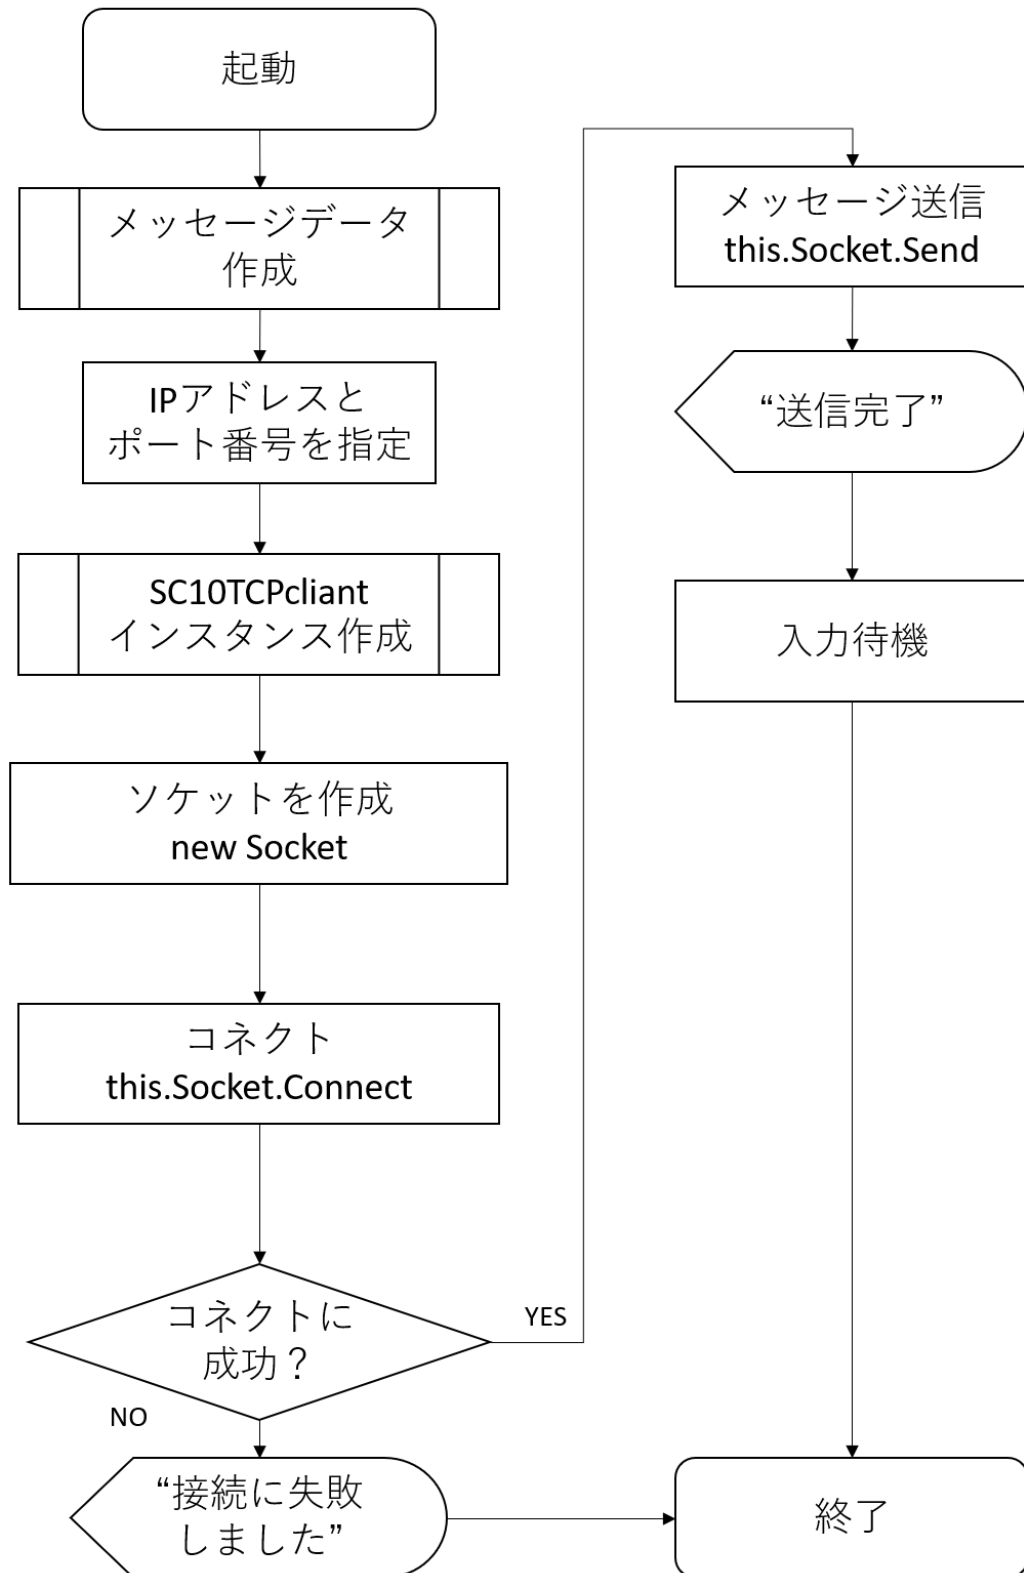 起動
メッセージデータ
作成
IPアドレスと
ポート番号を指定
SC10TCPcliant
インスタンス作成
ソケットを作成
new Socket
コネクト
this.Socket.Connect
コネクトに
成功？
YES
NO
“接続に失敗
しました”
メッセージ送信
this.Socket.Send
“送信完了”
入力待機
終了